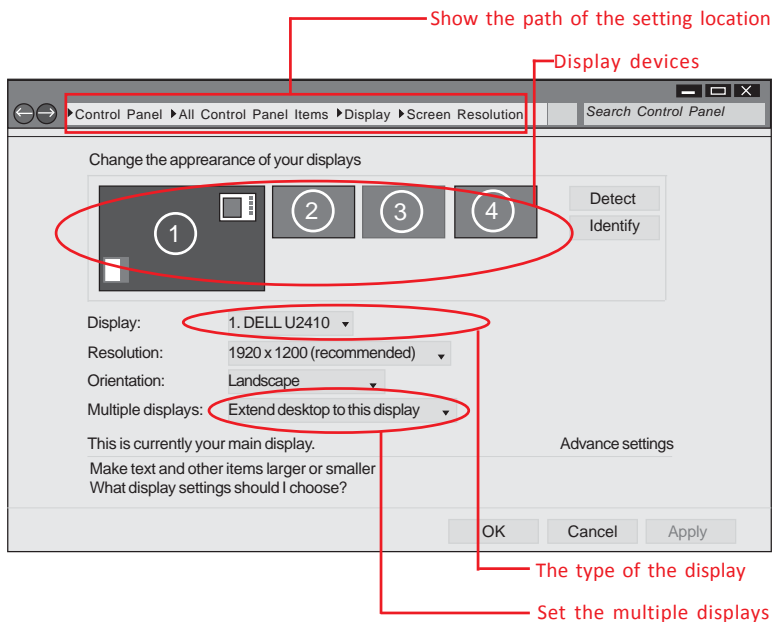 Show the path of the setting location
Display devices
Control Panel All Control Panel Items Display Screen Resolution
Search Control Panel
Change the apprearance of your displays
1
2
3
4
Detect
Identify
Display: 1. DELL U2410
Resolution: 1920 x 1200 (recommended)
Orientation: Landscape
Multiple displays: Extend desktop to this display
This is currently your main display. Advance settings
Make text and other items larger or smaller
What display settings should I choose?
OK Cancel Apply
The type of the display
Set the multiple displays